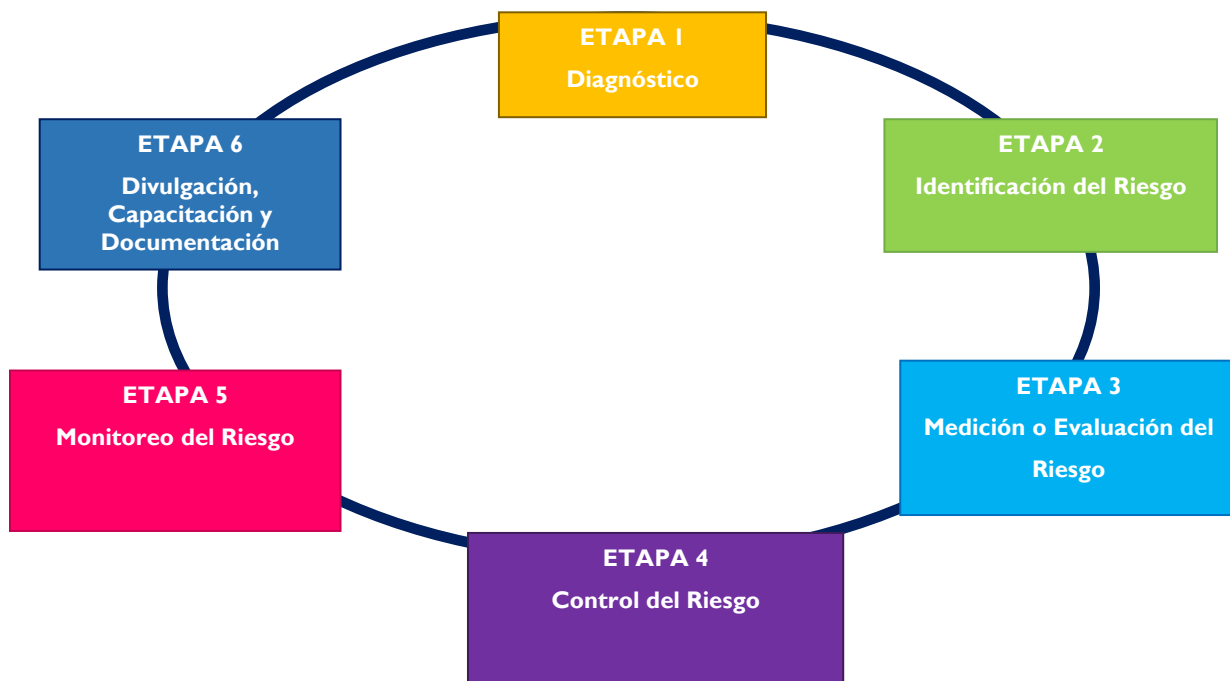 ETAPA 1
Diagnóstico
ETAPA 2
Identificación del Riesgo
ETAPA 3
Medición o Evaluación del
Riesgo
ETAPA 4
Control del Riesgo
ETAPA 5
Monitoreo del Riesgo
ETAPA 6
Divulgación,
Capacitación y
Documentación